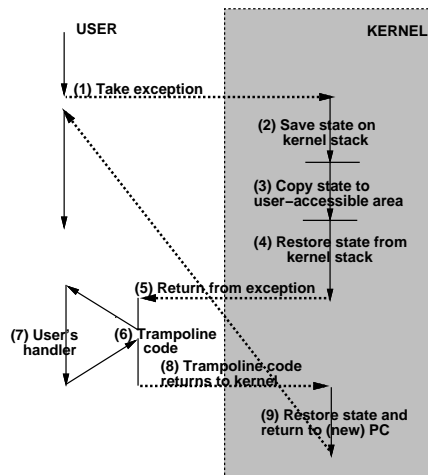 USER
KERNEL
(1) Take exception
(2) Save state on
kernel stack
(3) Copy state to
user−accessible area
(4) Restore state from
kernel stack
(5) Return from exception
(6) Trampoline
code
(7) User's
handler
(8) Trampoline code
returns to kernel
(9) Restore state and
return to (new) PC